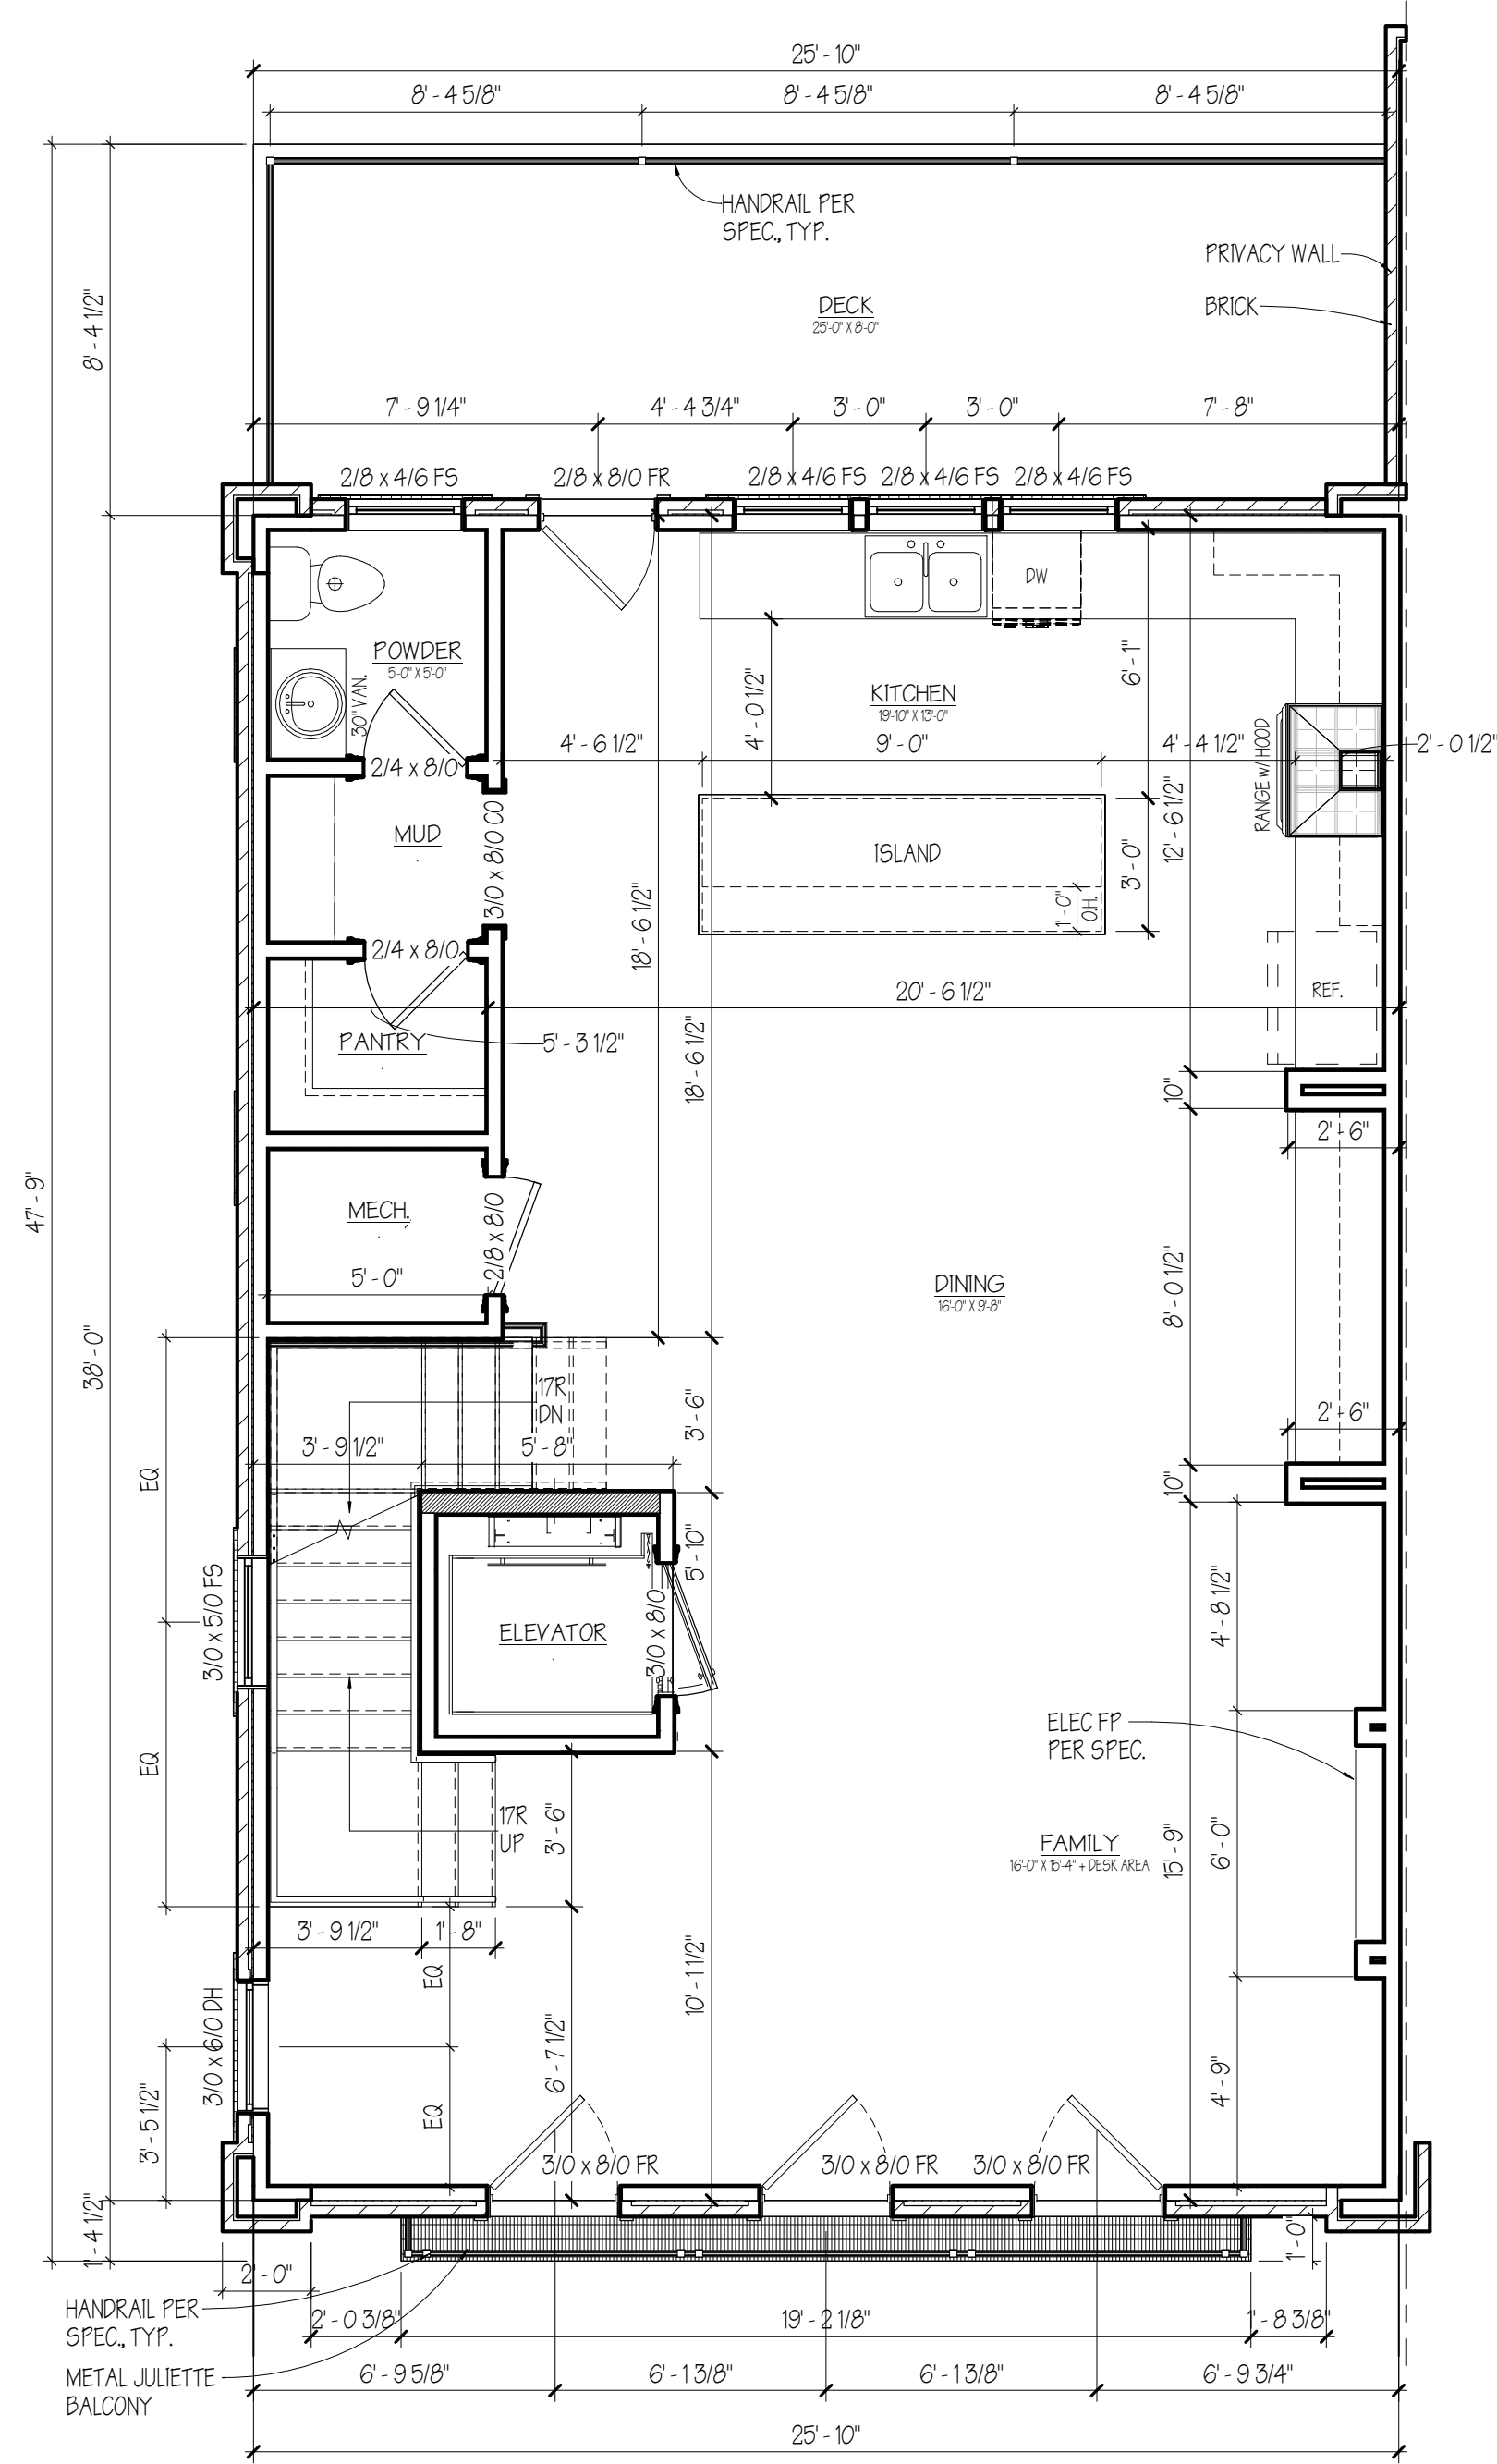 25' - 10"
8' - 4 5/8"
8' - 4 5/8"
8' - 4 5/8"
HANDRAIL PER
SPEC., TYP.
PRIVACY WALL
BRICK
DECK
25'-0" X 8'-0"
8' - 4 1/2"
7' - 9 1/4"
4' - 4 3/4"
3' - 0"
3' - 0"
7' - 8"
2/8 x 4/6 FS
2/8 x 8/0 FR
2/8 x 4/6 FS
2/8 x 4/6 FS
2/8 x 4/6 FS
DW
POWDER
5'-0" X 5'-0"
30" VAN.
KITCHEN
19'-10" X 13'-0"
4' - 0 1/2"
6' - 1"
4' - 6 1/2"
9' - 0"
4' - 4 1/2"
2' - 0 1/2"
RANGE w/ HOOD
2/4 x 8/0
MUD
3/0 x 8/0 CO
ISLAND
3' - 0"
12' - 6 1/2"
1' - 0"
O.H.
18' - 6 1/2"
2/4 x 8/0
20' - 6 1/2"
REF.
PANTRY
5' - 3 1/2"
18' - 6 1/2"
10"
2' - 6"
47' - 9"
38' - 0"
MECH.
2/8 x 8/0
5' - 0"
DINING
16'-0" X 9'-8"
8' - 0 1/2"
17R
DN
3' - 6"
2' - 6"
3' - 9 1/2"
5' - 8"
EQ
10"
5' - 10"
3/0 x 5/0 FS
ELEVATOR
3/0 x 8/0
4' - 8 1/2"
ELEC FP
PER SPEC.
EQ
17R
UP
3' - 6"
FAMILY
16'-0" X 15'-4" + DESK AREA
15' - 9"
6' - 0"
3' - 9 1/2"
1' - 8"
EQ
10' - 1 1/2"
3/0 x 6/0 DH
6' - 7 1/2"
4' - 9"
3' - 5 1/2"
EQ
3/0 x 8/0 FR
3/0 x 8/0 FR
3/0 x 8/0 FR
1' - 4 1/2"
1' - 0"
2' - 0"
HANDRAIL PER
SPEC., TYP.
2' - 0 3/8"
19' - 2 1/8"
1' - 8 3/8"
METAL JULIETTE
BALCONY
6' - 9 5/8"
6' - 1 3/8"
6' - 1 3/8"
6' - 9 3/4"
25' - 10"